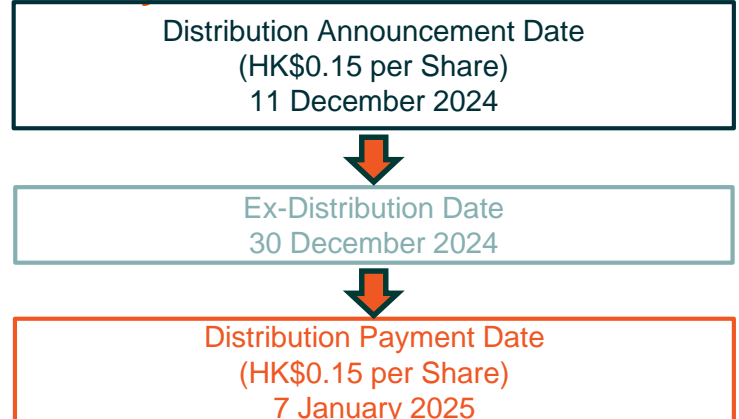 Distribution Announcement Date
(HK$0.15 per Share)
11 December 2024
Ex-Distribution Date
30 December 2024
Distribution Payment Date
(HK$0.15 per Share)
7 January 2025